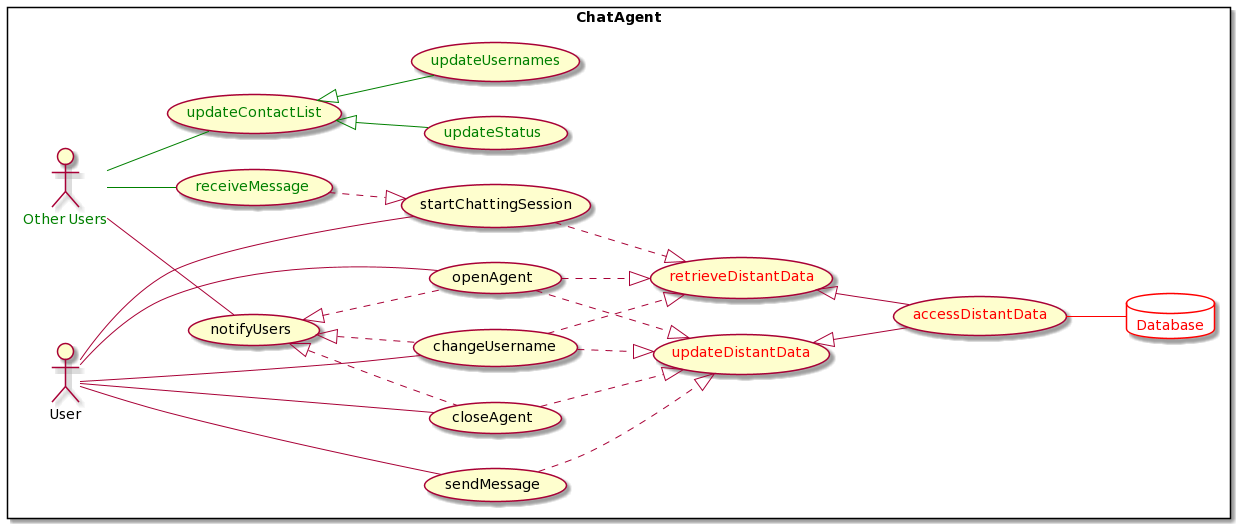 ChatAgent
updateUsernames
updateContactList
updateStatus
receiveMessage
startChattingSession
Other Users
openAgent
retrieveDistantData
notifyUsers
accessDistantData
Database
changeUsername
updateDistantData
User
closeAgent
sendMessage